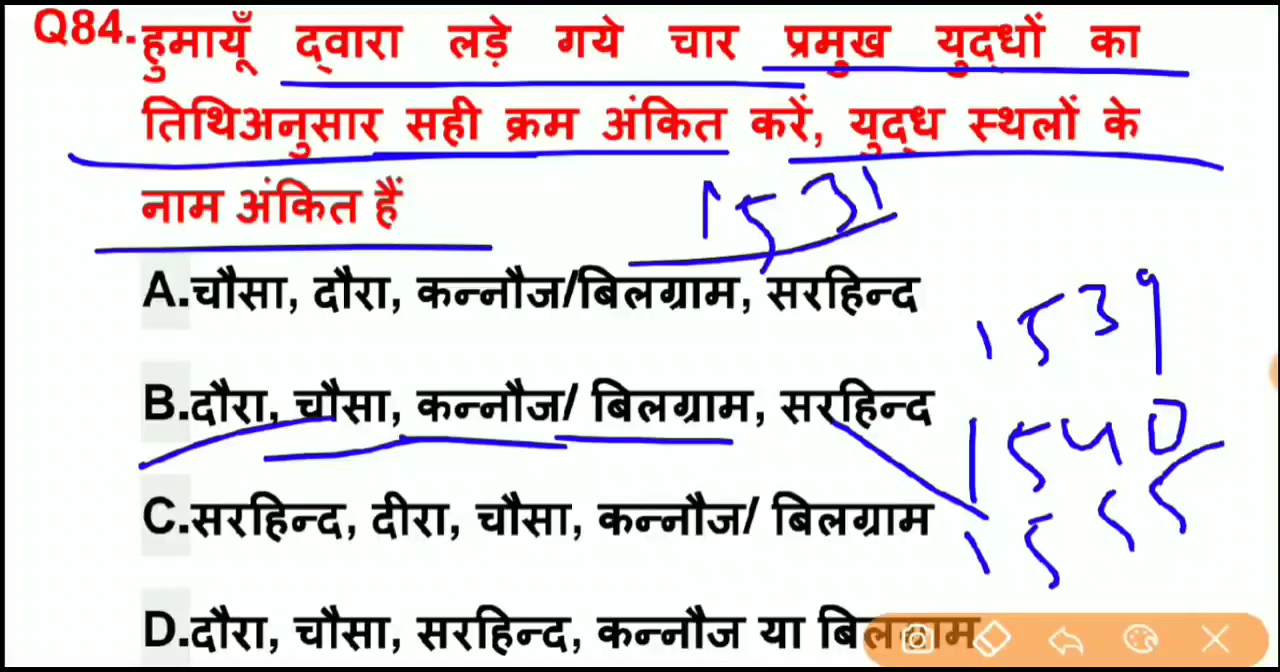 Q84. हुमायूँ द्वारा लड़े गये चार प्रमुख युद्धों का
तिथिअनुसार सही क्रम अंकित करें, युद्ध स्थलों के
नाम अंकित हैं
1531
A.चौसा, दौरा, कन्नौज/बिलग्राम, सरहिन्द
1539
B.दौरा, चौसा, कन्नौज/ बिलग्राम, सरहिन्द
1540
C.सरहिन्द, दीरा, चौसा, कन्नौज/ बिलग्राम
1555
D.दौरा, चौसा, सरहिन्द, कन्नौज या बिलग्राम